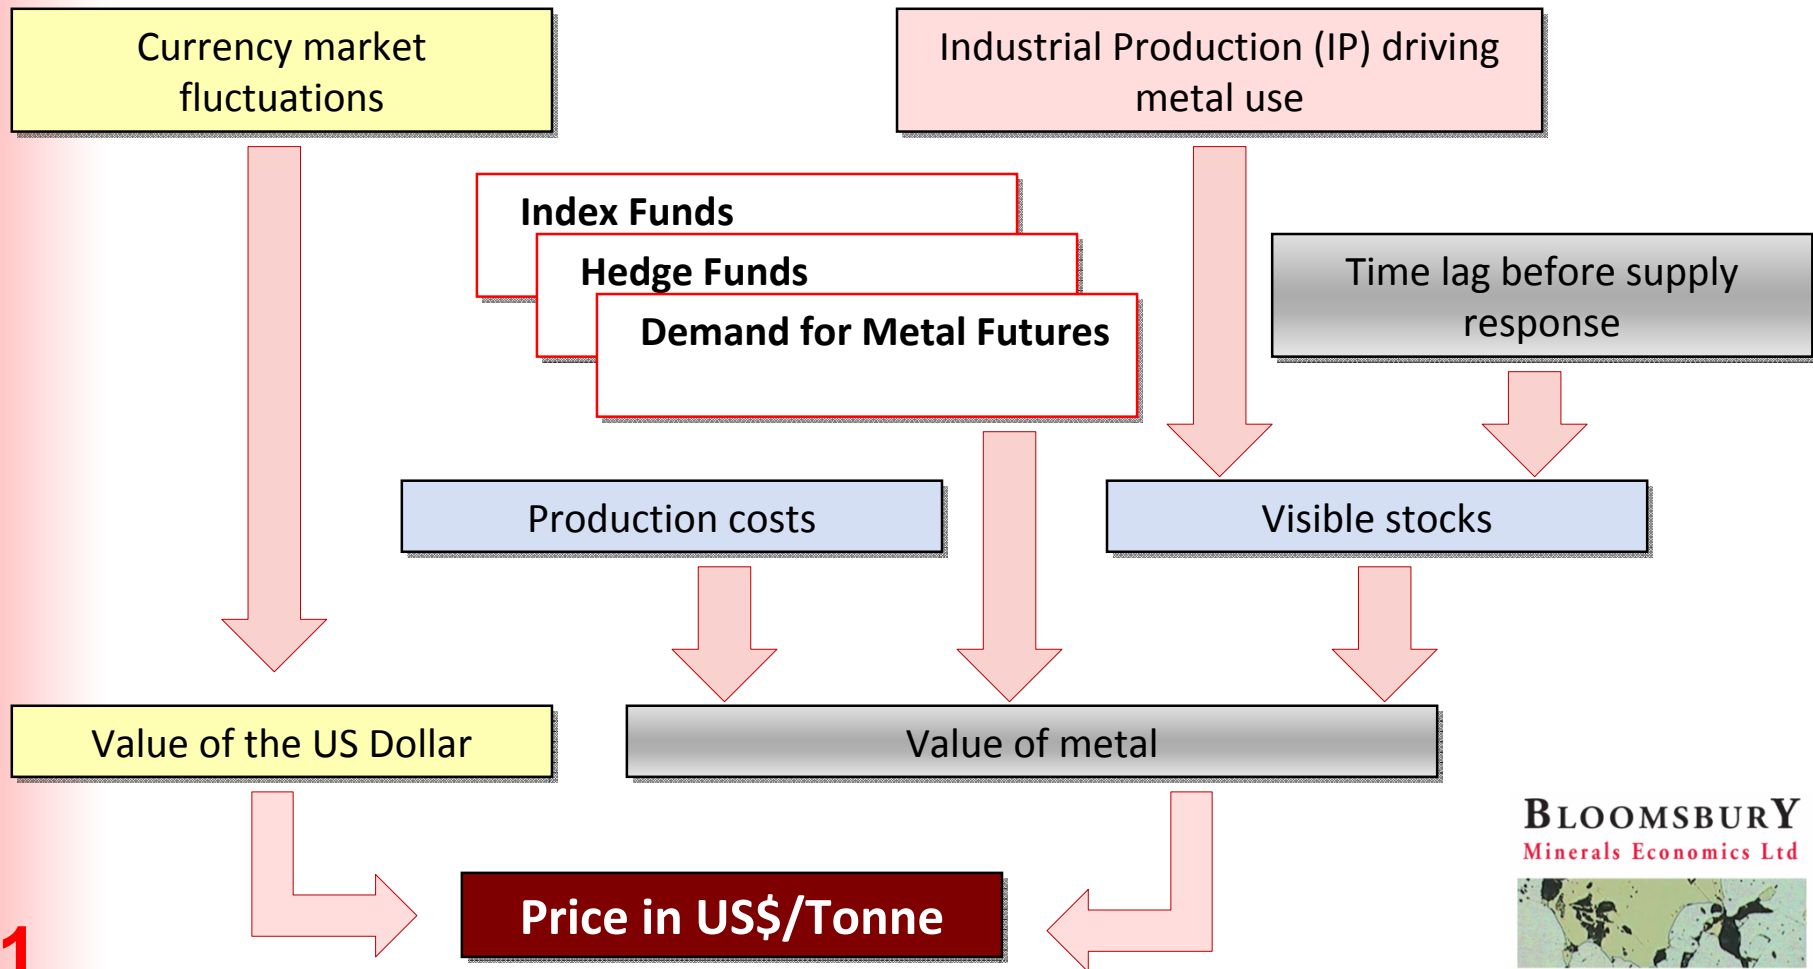 Currency market
fluctuations
Industrial Production (IP) driving
metal use
Index Funds
Hedge Funds
Demand for Metal Futures
Time lag before supply
response
Production costs
Visible stocks
Value of the US Dollar
Value of metal
Price in US$/Tonne
BLOOMSBURY
Minerals Economics Ltd
1